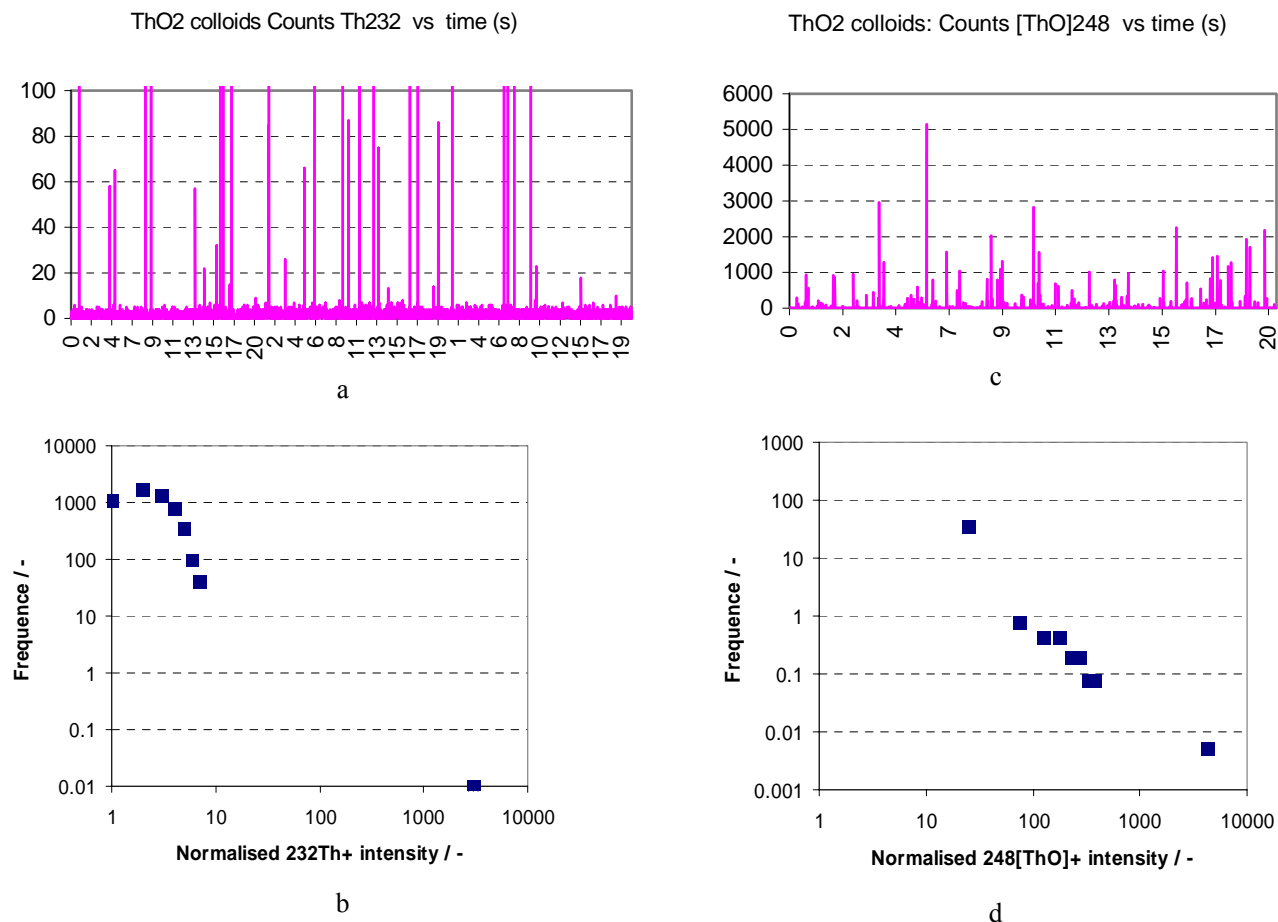 ThO2 colloids Counts Th232 vs time (s)
100
80
60
40
20
0
0 2 4 7 9 11 13 15 17 20 2 4 6 8 11 13 15 17 19 1 4 6 8 10 12 15 17 19
a
ThO2 colloids: Counts [ThO]248 vs time (s)
6000
5000
4000
3000
2000
1000
0
0 2 4 7 9 11 13 15 17 20
c
10000
1000
100
10
1
0.1
0.01
Frequence / -
1 10 100 1000 10000
Normalised 232Th+ intensity / -
b
1000
100
10
1
0.1
0.01
0.001
Frequence / -
1 10 100 1000 10000
Normalised 248[ThO]+ intensity / -
d